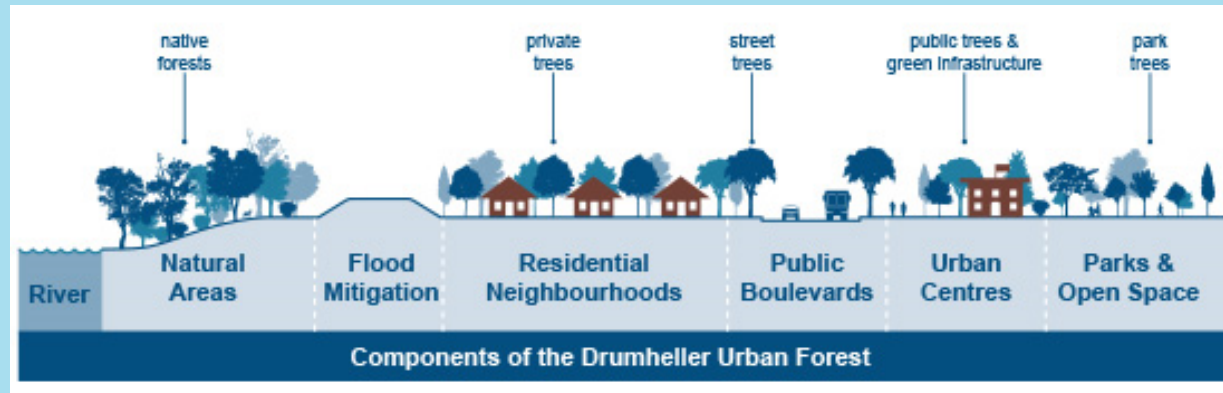 native
forests
private
trees
street
trees
public trees &
green infrastructure
park
trees
River
Natural
Areas
Flood
Mitigation
Residential
Neighbourhoods
Public
Boulevards
Urban
Centres
Parks &
Open Space
Components of the Drumheller Urban Forest